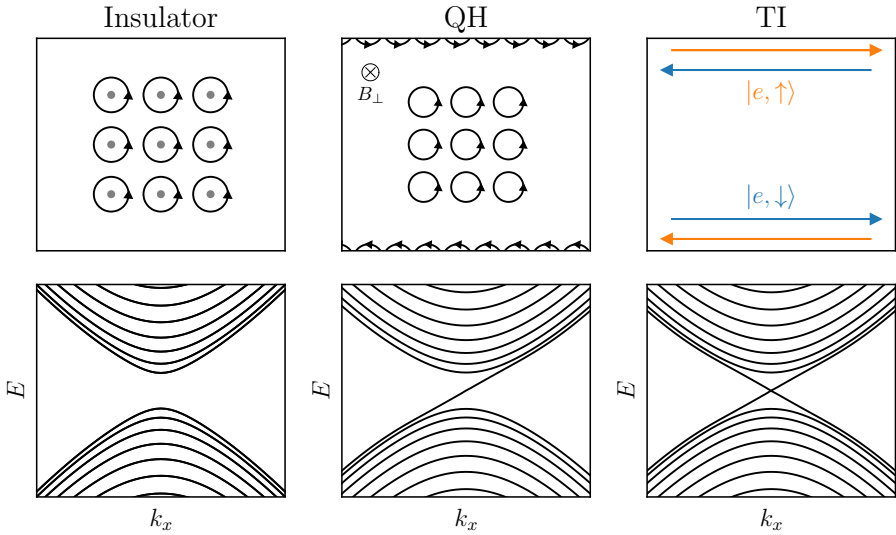 Insulator
QH
TI
B⊥
|e,↑⟩
|e,↓⟩
E
E
E
kₓ
kₓ
kₓ